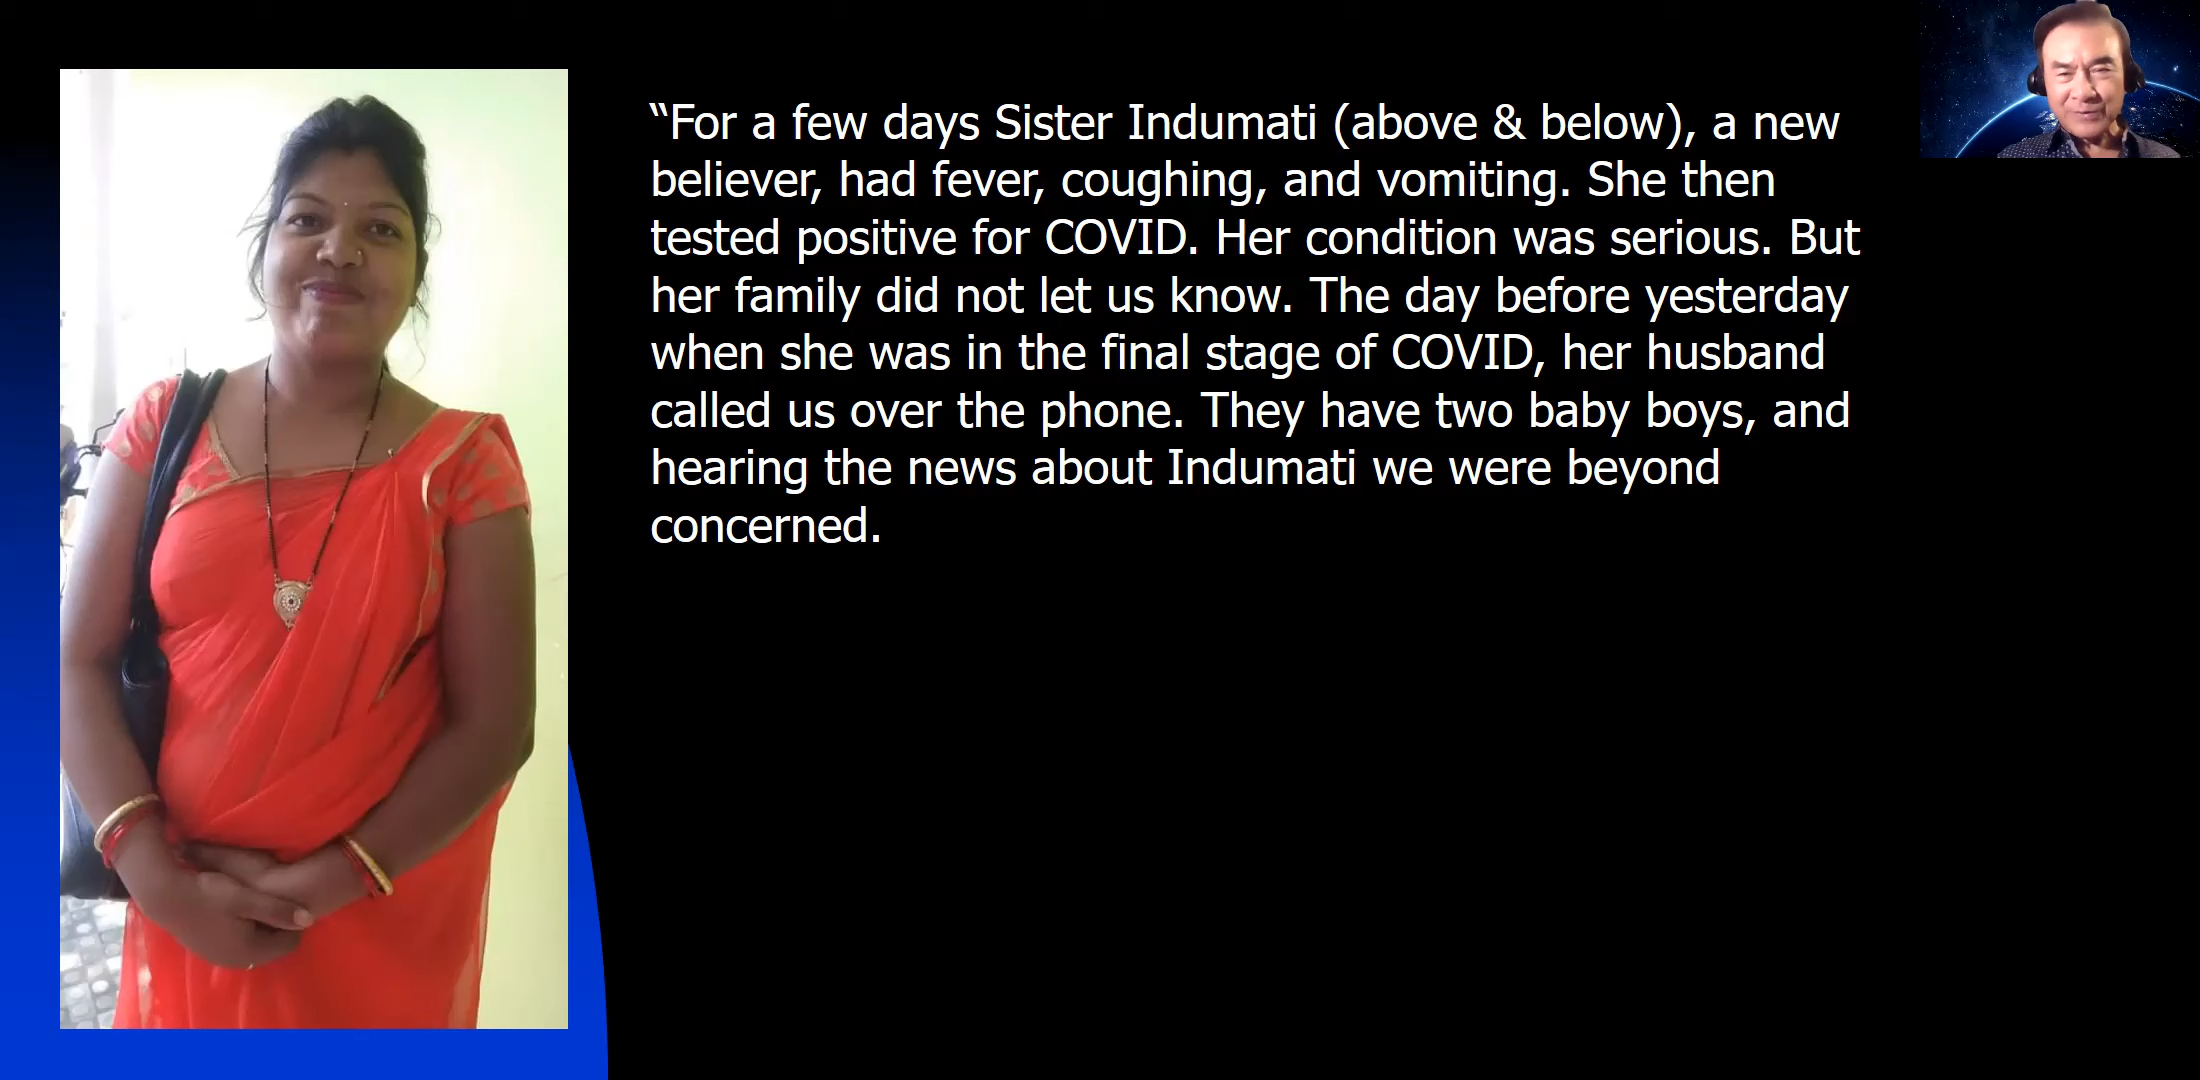 “For a few days Sister Indumati (above & below), a new
believer, had fever, coughing, and vomiting. She then
tested positive for COVID. Her condition was serious. But
her family did not let us know. The day before yesterday
when she was in the final stage of COVID, her husband
called us over the phone. They have two baby boys, and
hearing the news about Indumati we were beyond
concerned.